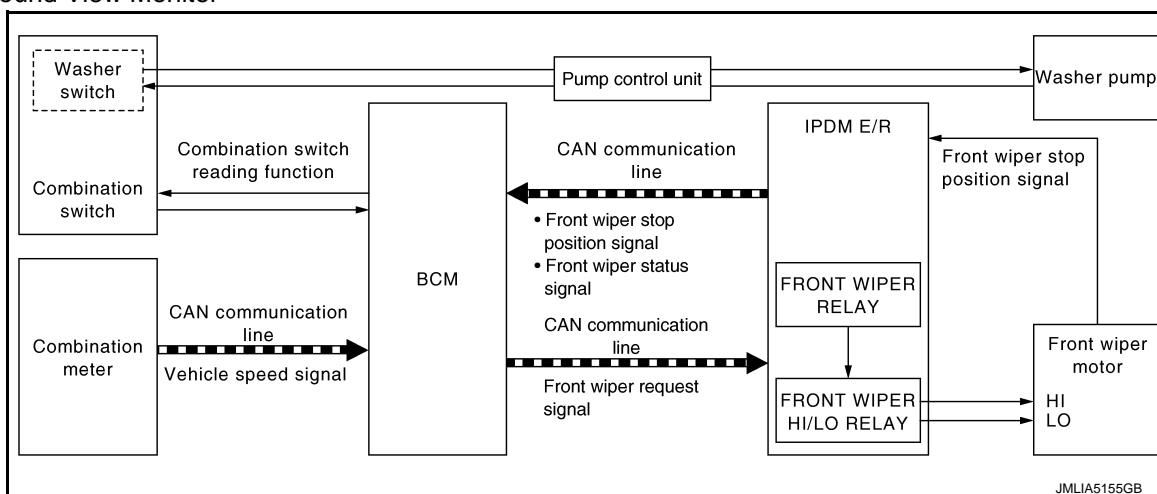 ound View Monitor
Washer
switch
Combination
switch
Pump control unit
Washer pump
Combination switch
reading function
BCM
CAN communication
line
• Front wiper stop
position signal
• Front wiper status
signal
IPDM E/R
Front wiper stop
position signal
Combination
meter
CAN communication
line
Vehicle speed signal
CAN communication
line
Front wiper request
signal
FRONT WIPER
RELAY
FRONT WIPER
HI/LO RELAY
Front wiper
motor
HI
LO
JMLIA5155GB